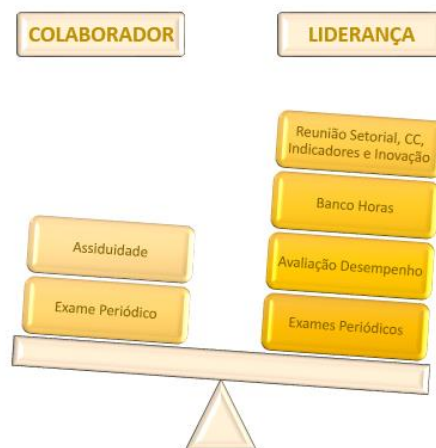 COLABORADOR
LIDERANÇA
Reunião Setorial, CC,
Indicadores e Inovação
Banco Horas
Assiduidade
Avaliação Desempenho
Exame Periódico
Exames Periódicos